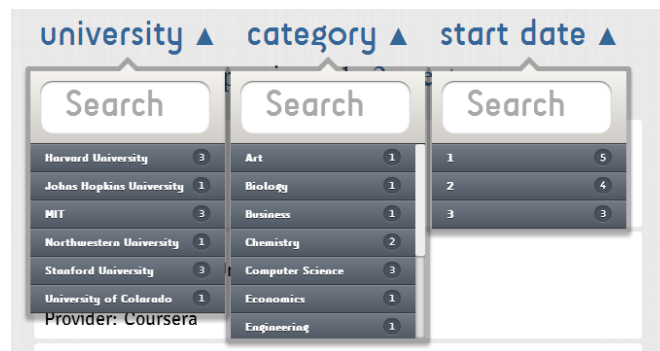 university ▲
category ▲
start date ▲
Search
Harvard University 3
Johns Hopkins University 1
MIT 3
Northwestern University 1
Stanford University 3
University of Colorado 1
Search
Art 1
Biology 1
Business 1
Chemistry 2
Computer Science 3
Economics 1
Engineering 1
Search
1 5
2 4
3 3
Provider: Coursera